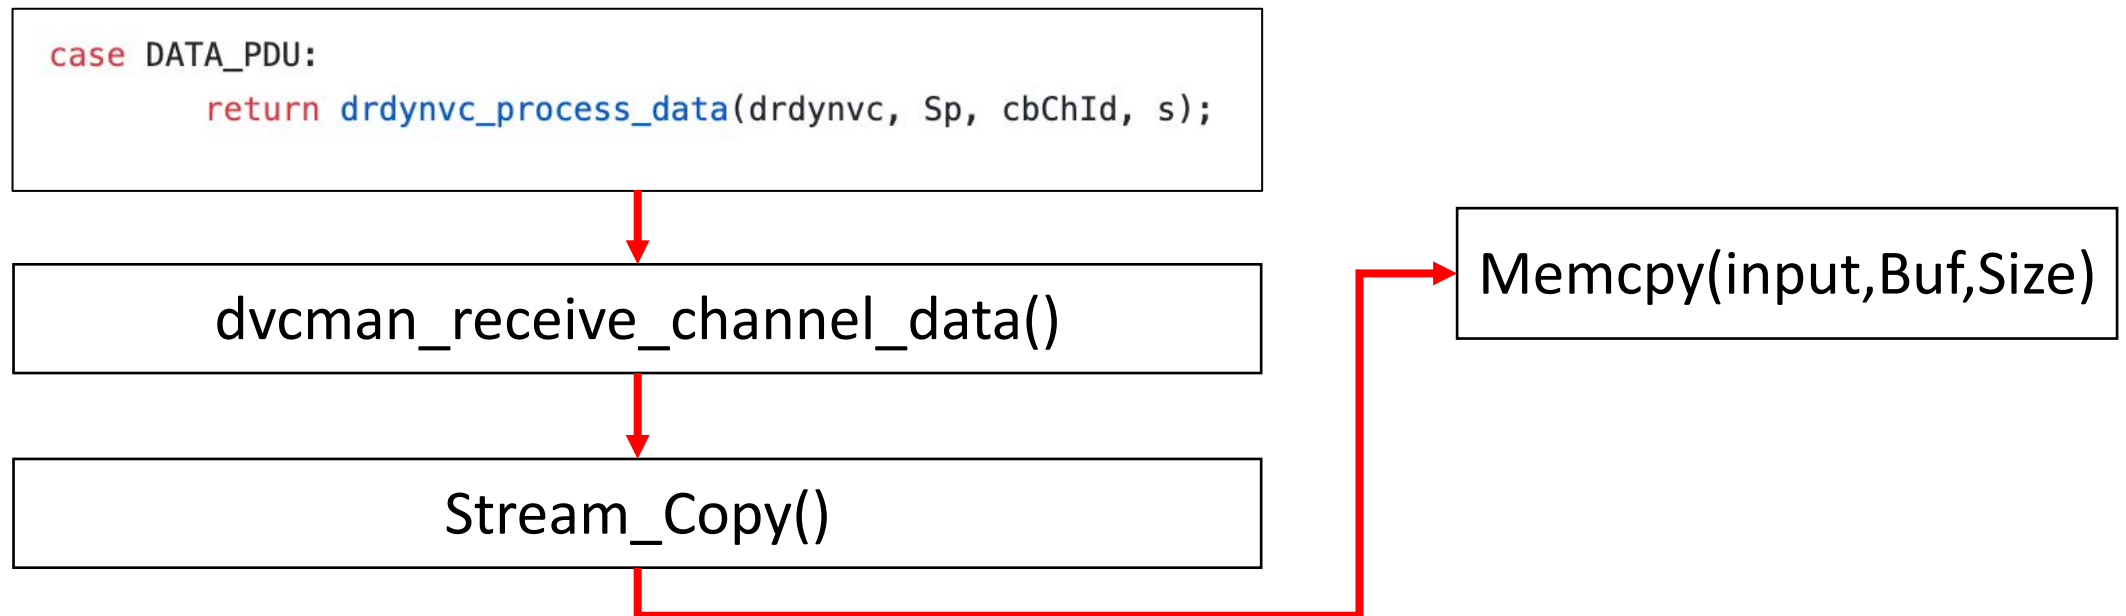 case DATA_PDU:
return drdynvc_process_data(drdynvc, Sp, cbChId, s);
dvcman_receive_channel_data()
Stream_Copy()
Memcpy(input,Buf,Size)